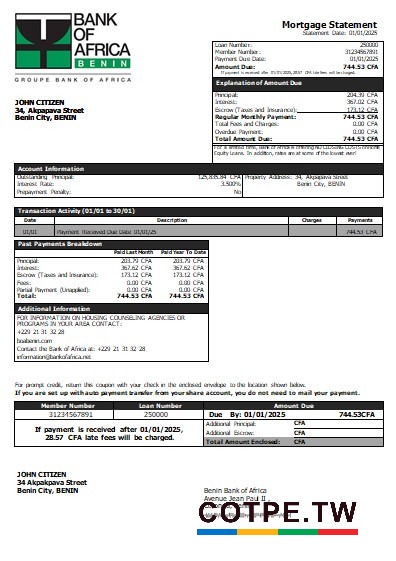 BANK
OF
AFRICA
BENIN
GROUPE BANK OF AFRICA
Mortgage Statement
Statement Date: 01/01/2025
Loan Number: 250000
Member Number: 31234567891
Payment Due Date: 01/01/2025
Amount Due: 744.53 CFA
If payment is received after 01/01/2025, 28.57 CFA late fees will be charged.
JOHN CITIZEN
34, Akpapava Street
Benin City, BENIN
Explanation of Amount Due
Principal: 204.39 CFA
Interest: 367.02 CFA
Escrow (Taxes and Insurance): 173.12 CFA
Regular Monthly Payment: 744.53 CFA
Total Fees and Charges: 0.00 CFA
Overdue Payment: 0.00 CFA
Total Amount Due: 744.53 CFA
For a limited time, Bank of Africa is offering NO CLOSING COSTS on Home
Equity Loans. In addition, rates are at some of the lowest ever!
Account Information
Outstanding Principal: 125,835.84 CFA
Interest Rate: 3.500%
Prepayment Penalty: No
Property Address: 34, Akpapava Street
Benin City, BENIN
Transaction Activity (01/01 to 30/01)
Date Description Charges Payments
01/01 Payment Received Due Date 01/01/25 744.53 CFA
Past Payments Breakdown
Paid Last Month Paid Year To Date
Principal: 203.79 CFA 203.79 CFA
Interest: 367.62 CFA 367.62 CFA
Escrow (Taxes and Insurance): 173.12 CFA 173.12 CFA
Fees: 0.00 CFA 0.00 CFA
Partial Payment (Unapplied): 0.00 CFA 0.00 CFA
Total: 744.53 CFA 744.53 CFA
Additional Information
FOR INFORMATION ON HOUSING COUNSELING AGENCIES OR
PROGRAMS IN YOUR AREA CONTACT:
+229 21 31 32 28
boabenin.com
Contact the Bank of Africa at: +229 21 31 32 28
information@bankofafrica.net
For prompt credit, return this coupon with your check in the enclosed envelope to the location shown below.
If you are set up with auto payment transfer from your share account, you do not need to mail your payment.
Member Number Loan Number Amount Due
31234567891 250000 Due By: 01/01/2025 744.53CFA
If payment is received after 01/01/2025,
28.57 CFA late fees will be charged.
Additional Principal: CFA
Additional Escrow: CFA
Total Amount Enclosed: CFA
JOHN CITIZEN
34 Akpakpava Street
Benin City, BENIN
Benin Bank of Africa
Avenue Jean Paul II ,
COTPE.TW